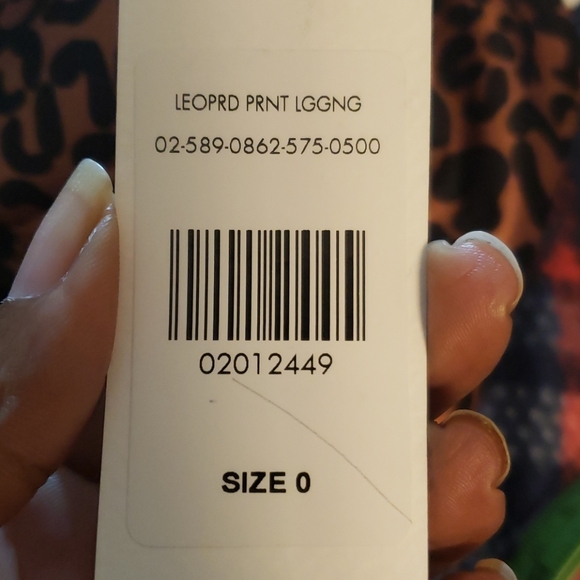 LEOPRD PRNT LGGNG
02-589-0862-575-0500
02012449
SIZE 0